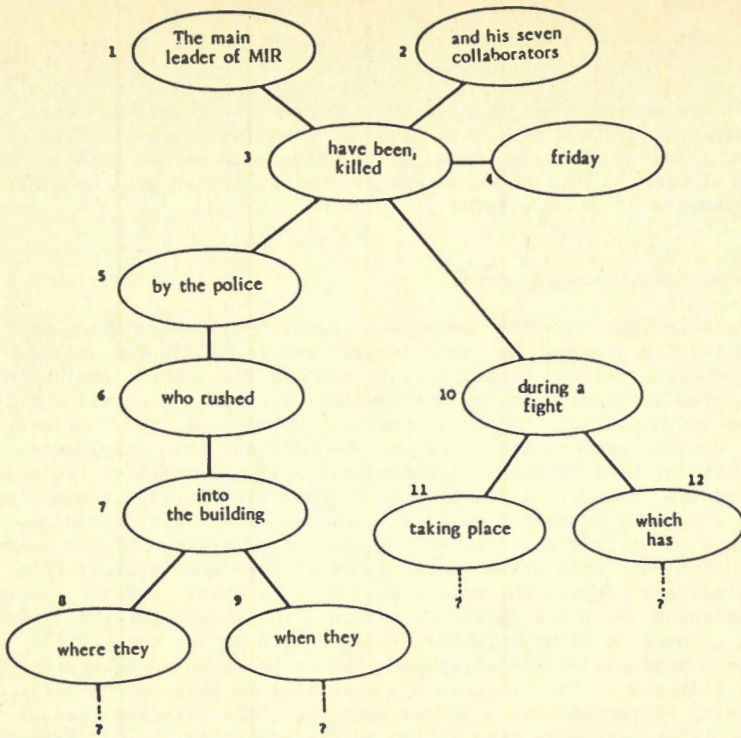 1
The main
leader of MIR
2
and his seven
collaborators
3
have been,
killed
4
friday
5
by the police
6
who rushed
10
during a
fight
7
into
the building
11
taking place
12
which
has
8
where they
9
when they
?
?
?
?